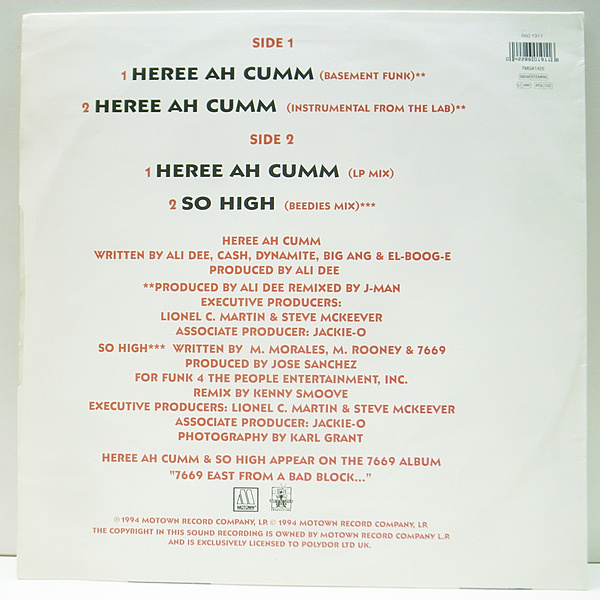 SIDE 1
1 HEREE AH CUMM (BASEMENT FUNK)**
2 HEREE AH CUMM (INSTRUMENTAL FROM THE LAB)**
SIDE 2
1 HEREE AH CUMM (LP MIX)
2 SO HIGH (BEEDIES MIX)***
HEREE AH CUMM
WRITTEN BY ALI DEE, CASH, DYNAMITE, BIG ANG & EL-BOOG-E
PRODUCED BY ALI DEE
**PRODUCED BY ALI DEE REMIXED BY J-MAN
EXECUTIVE PRODUCERS:
LIONEL C. MARTIN & STEVE MCKEEVER
ASSOCIATE PRODUCER: JACKIE-O
SO HIGH*** WRITTEN BY M. MORALES, M. ROONEY & 7669
PRODUCED BY JOSE SANCHEZ
FOR FUNK 4 THE PEOPLE ENTERTAINMENT, INC.
REMIX BY KENNY SMOOVE
EXECUTIVE PRODUCERS: LIONEL C. MARTIN & STEVE MCKEEVER
ASSOCIATE PRODUCER: JACKIE-O
PHOTOGRAPHY BY KARL GRANT
HEREE AH CUMM & SO HIGH APPEAR ON THE 7669 ALBUM
"7669 EAST FROM A BAD BLOCK..."
MOTOWN
℗ 1994 MOTOWN RECORD COMPANY, L.P. © 1994 MOTOWN RECORD COMPANY, L.P.
THE COPYRIGHT IN THIS SOUND RECORDING IS OWNED BY MOTOWN RECORD COMPANY L.P.
AND IS EXCLUSIVELY LICENSED TO POLYDOR LTD UK.